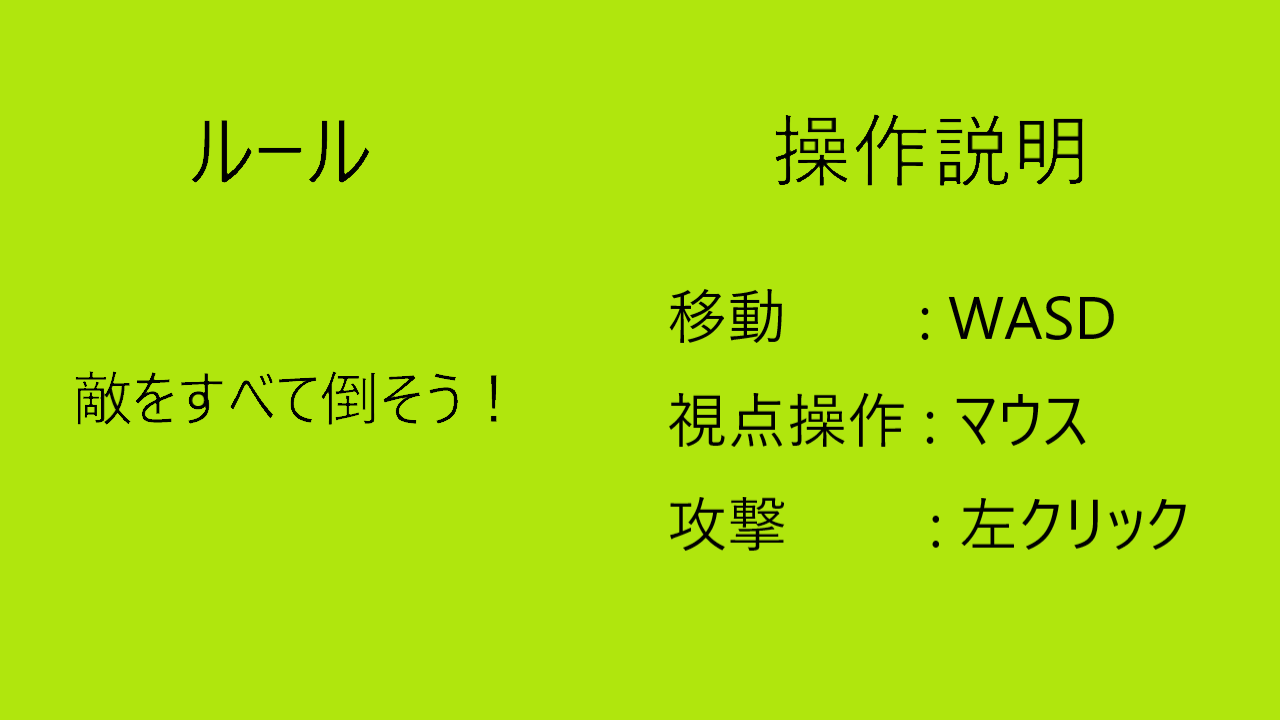 ルール
敵をすべて倒そう！
操作説明
移動 : WASD
視点操作 : マウス
攻撃 : 左クリック